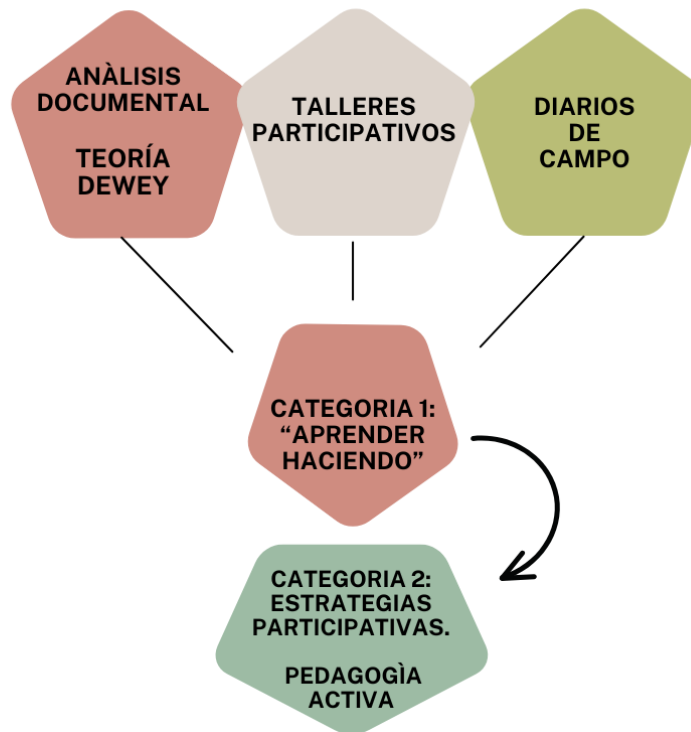 ANÀLISIS
DOCUMENTAL
TEORÍA
DEWEY
TALLERES
PARTICIPATIVOS
DIARIOS
DE
CAMPO
CATEGORIA 1:
“APRENDER
HACIENDO”
CATEGORIA 2:
ESTRATEGIAS
PARTICIPATIVAS.
PEDAGOGÌA
ACTIVA